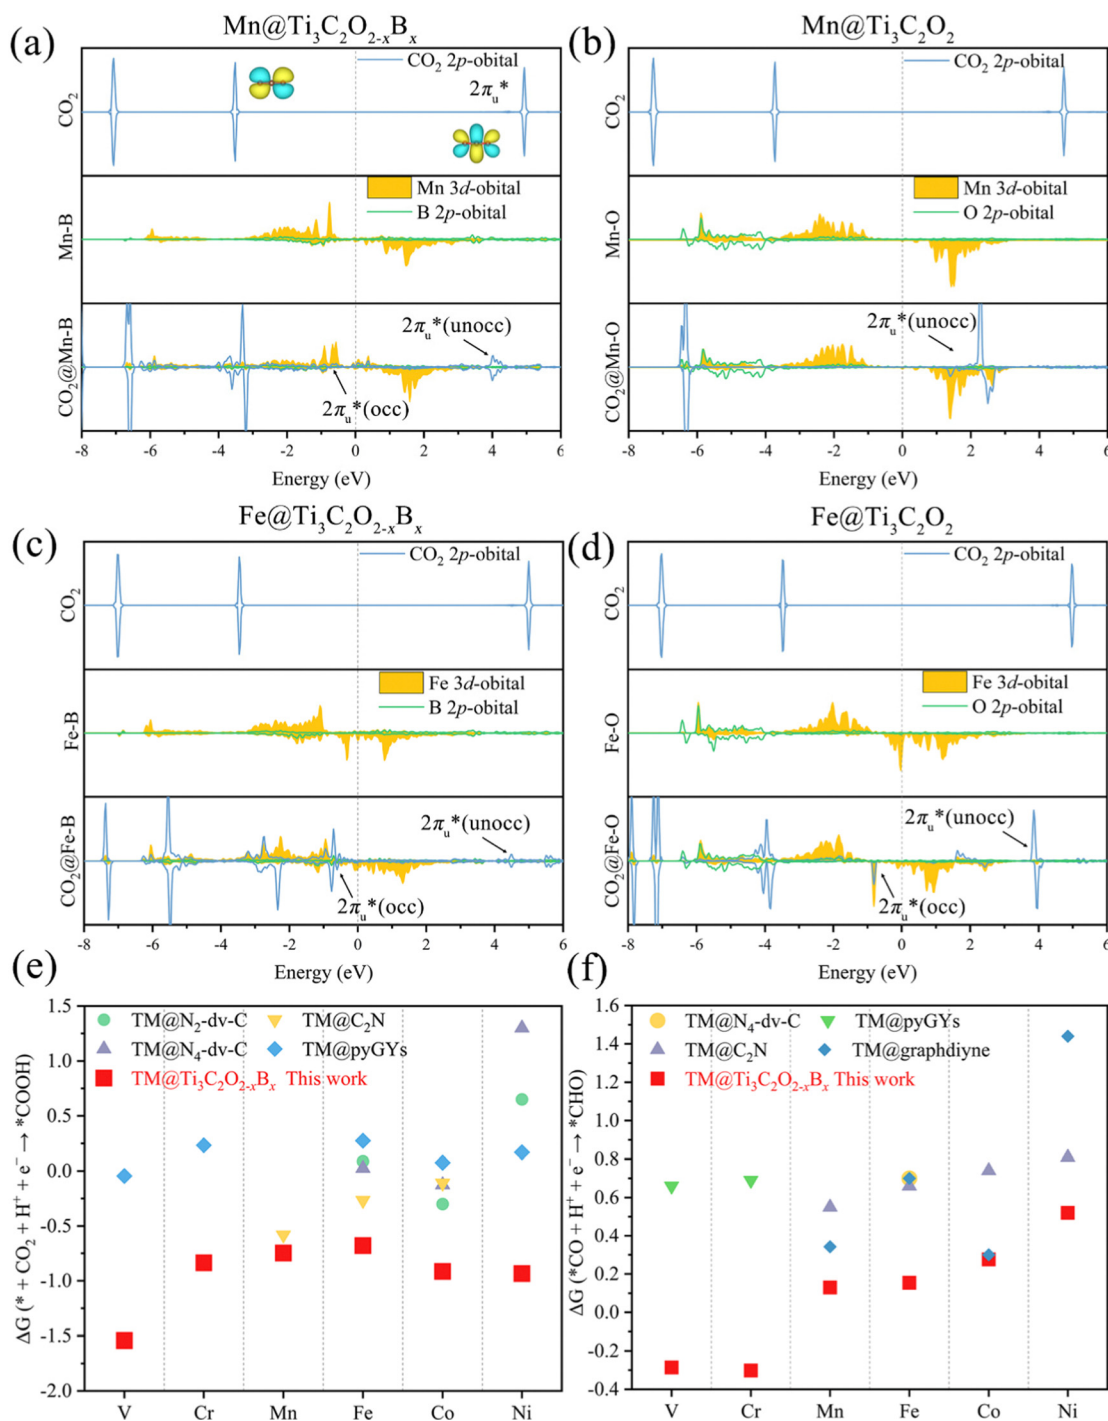 (a) Mn@Ti₃C₂O₂₋ₓBₓ
CO₂ 2p-obital
2πᵤ*
CO₂
Mn 3d-obital
B 2p-obital
Mn-B
2πᵤ*(unocc)
2πᵤ*(occ)
CO₂@Mn-B
-8 -6 -4 -2 0 2 4 6
Energy (eV)
(b) Mn@Ti₃C₂O₂
CO₂ 2p-obital
CO₂
Mn 3d-obital
O 2p-obital
Mn-O
2πᵤ*(unocc)
CO₂@Mn-O
-8 -6 -4 -2 0 2 4 6
Energy (eV)
(c) Fe@Ti₃C₂O₂₋ₓBₓ
CO₂ 2p-obital
CO₂
Fe 3d-obital
B 2p-obital
Fe-B
2πᵤ*(unocc)
2πᵤ*(occ)
CO₂@Fe-B
-8 -6 -4 -2 0 2 4 6
Energy (eV)
(d) Fe@Ti₃C₂O₂
CO₂ 2p-obital
CO₂
Fe 3d-obital
O 2p-obital
Fe-O
2πᵤ*(unocc)
2πᵤ*(occ)
CO₂@Fe-O
-8 -6 -4 -2 0 2 4 6
Energy (eV)
(e)
TM@N₂-dv-C TM@C₂N
TM@N₄-dv-C TM@pyGYs
TM@Ti₃C₂O₂₋ₓBₓ This work
ΔG (* + CO₂ + H⁺ + e⁻ → *COOH)
1.5
1.0
0.5
0.0
-0.5
-1.0
-1.5
-2.0
V Cr Mn Fe Co Ni
(f)
TM@N₄-dv-C TM@pyGYs
TM@C₂N TM@graphdiyne
TM@Ti₃C₂O₂₋ₓBₓ This work
ΔG (*CO + H⁺ + e⁻ → *CHO)
1.6
1.4
1.2
1.0
0.8
0.6
0.4
0.2
0.0
-0.2
-0.4
V Cr Mn Fe Co Ni